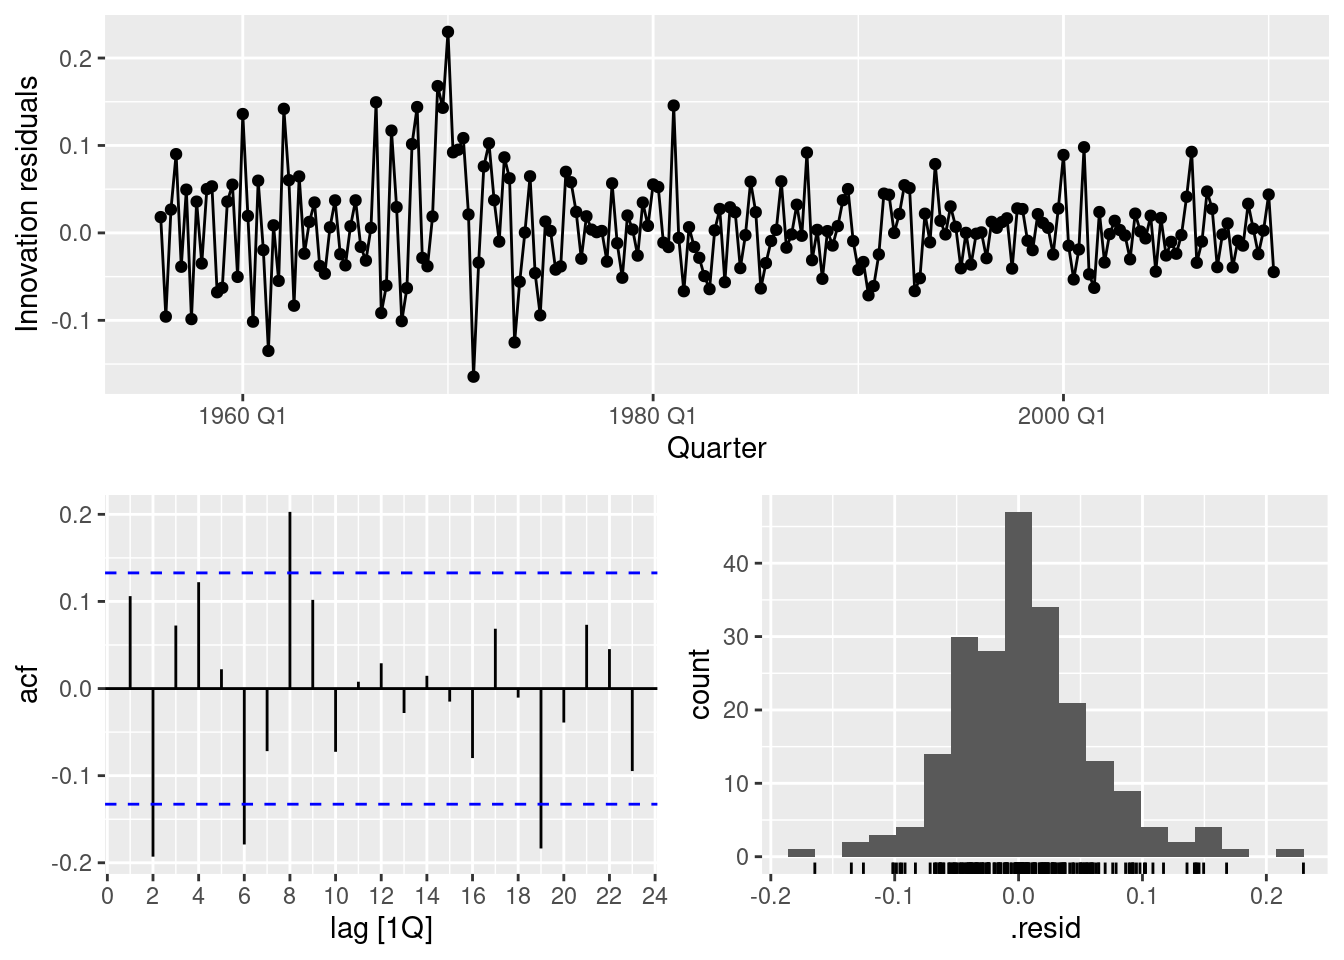 Innovation residuals
0.2
0.1
0.0
-0.1
1960 Q1 1980 Q1 2000 Q1
Quarter
acf
0.2
0.1
0.0
-0.1
-0.2
0 2 4 6 8 10 12 14 16 18 20 22 24
lag [1Q]
count
40
30
20
10
0
-0.2 -0.1 0.0 0.1 0.2
.resid